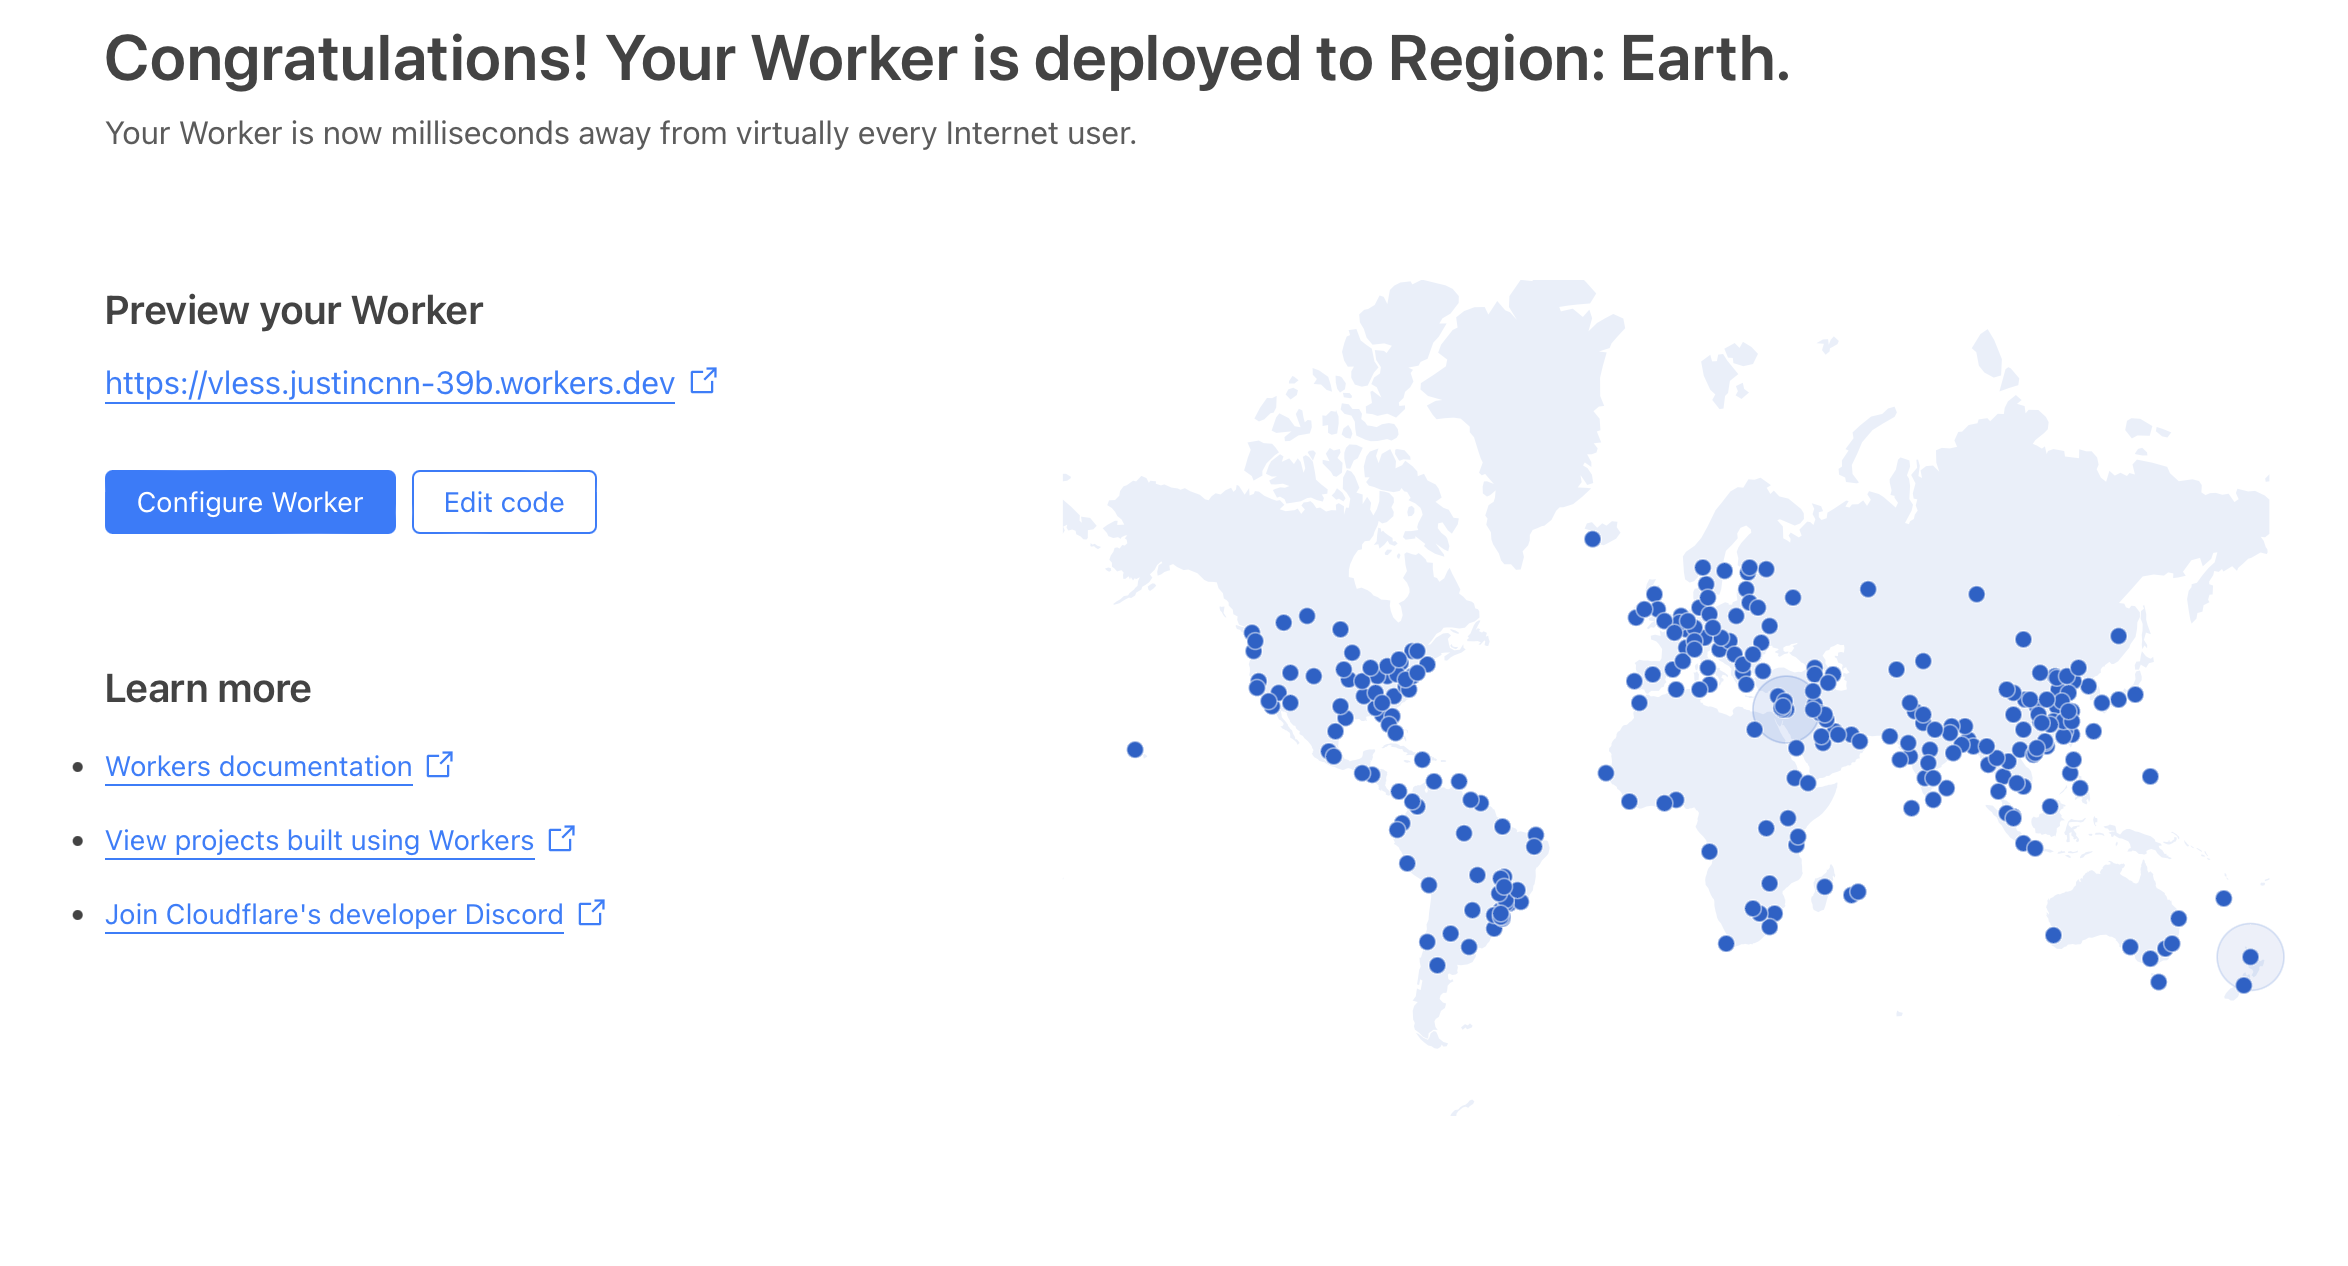 Congratulations! Your Worker is deployed to Region: Earth.
Your Worker is now milliseconds away from virtually every Internet user.
Preview your Worker
https://vless.justincnn-39b.workers.dev
Configure Worker
Edit code
Learn more
Workers documentation
View projects built using Workers
Join Cloudflare's developer Discord